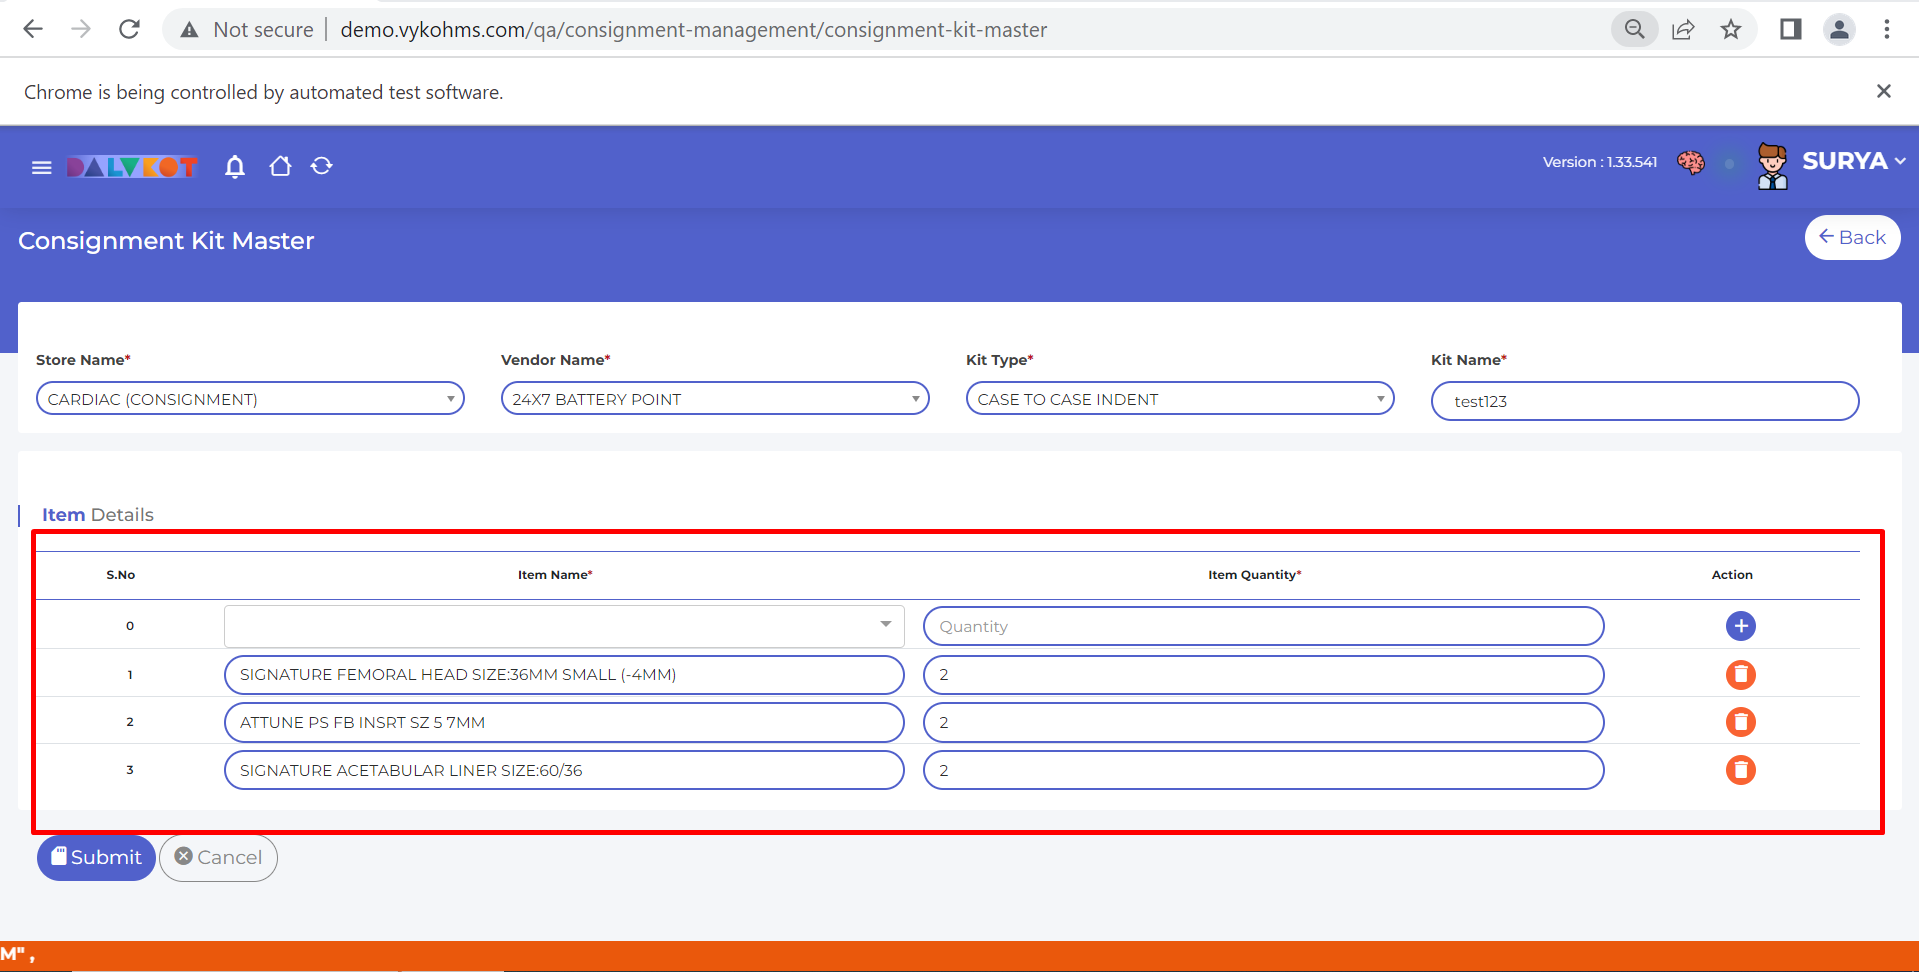 Not secure demo.vykohms.com/qa/consignment-management/consignment-kit-master
Chrome is being controlled by automated test software.
DALVKOT Version : 1.33.541 SURYA
Consignment Kit Master Back
Store Name* Vendor Name* Kit Type* Kit Name*
CARDIAC (CONSIGNMENT) 24X7 BATTERY POINT CASE TO CASE INDENT test123
Item Details
S.No Item Name* Item Quantity* Action
0 Quantity
1 SIGNATURE FEMORAL HEAD SIZE:36MM SMALL (-4MM) 2
2 ATTUNE PS FB INSRT SZ 5 7MM 2
3 SIGNATURE ACETABULAR LINER SIZE:60/36 2
Submit Cancel
M" ,